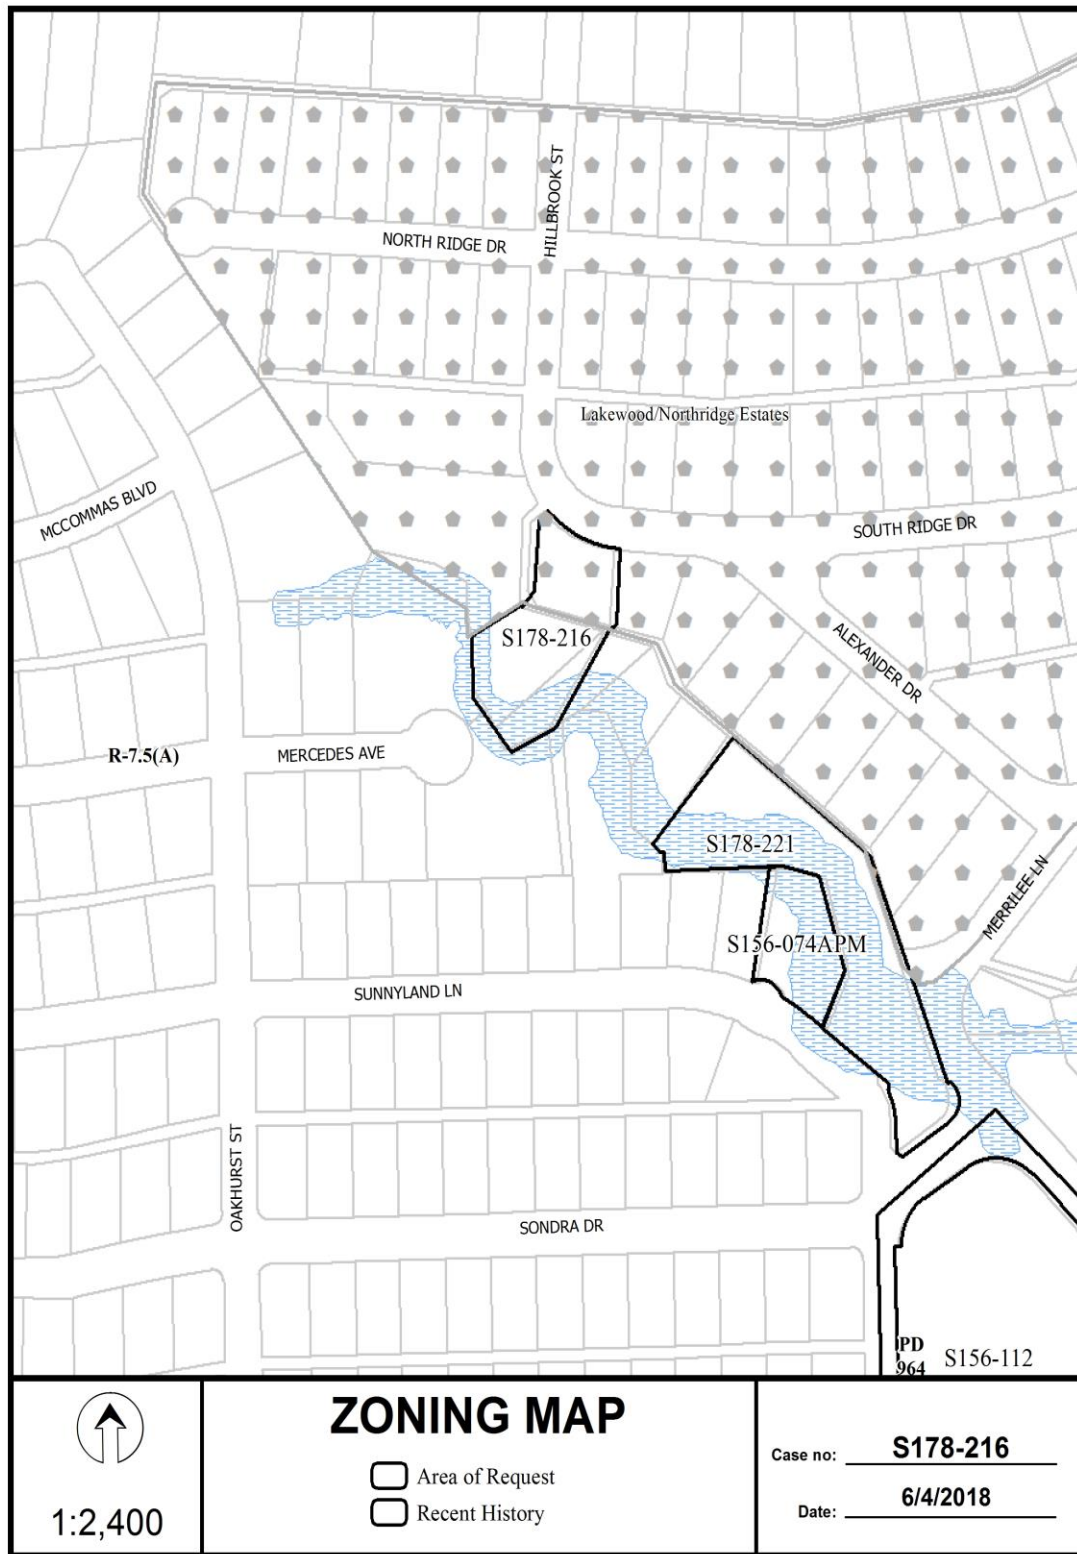 HILLBROOK ST
NORTH RIDGE DR
Lakewood/Northridge Estates
MCCOMMAS BLVD
SOUTH RIDGE DR
S178-216
ALEXANDER DR
R-7.5(A)
MERCEDES AVE
S178-221
MERRILEE LN
S156-074APM
SUNNYLAND LN
OAKHURST ST
SONDRA DR
PD
964
S156-112
1:2,400
ZONING MAP
Area of Request
Recent History
Case no: S178-216
Date: 6/4/2018